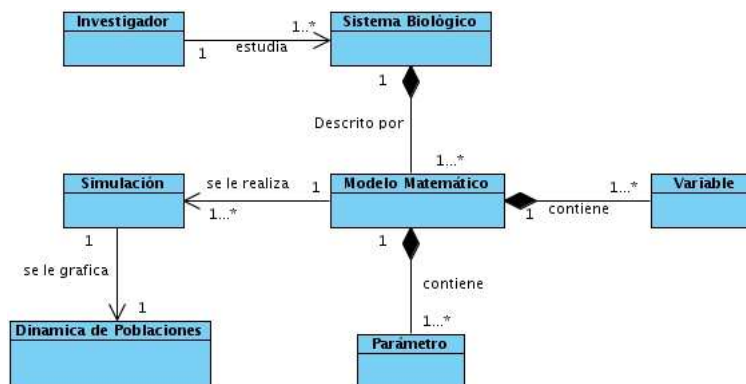 Investigador
1
estudia
1..*
Sistema Biológico
1
Descrito por
1...*
Simulación
se le realiza
1
1...*
Modelo Matemático
1
contiene
1...*
Variable
1
se le grafica
1
Dinamica de Poblaciones
1
contiene
1...*
Parámetro